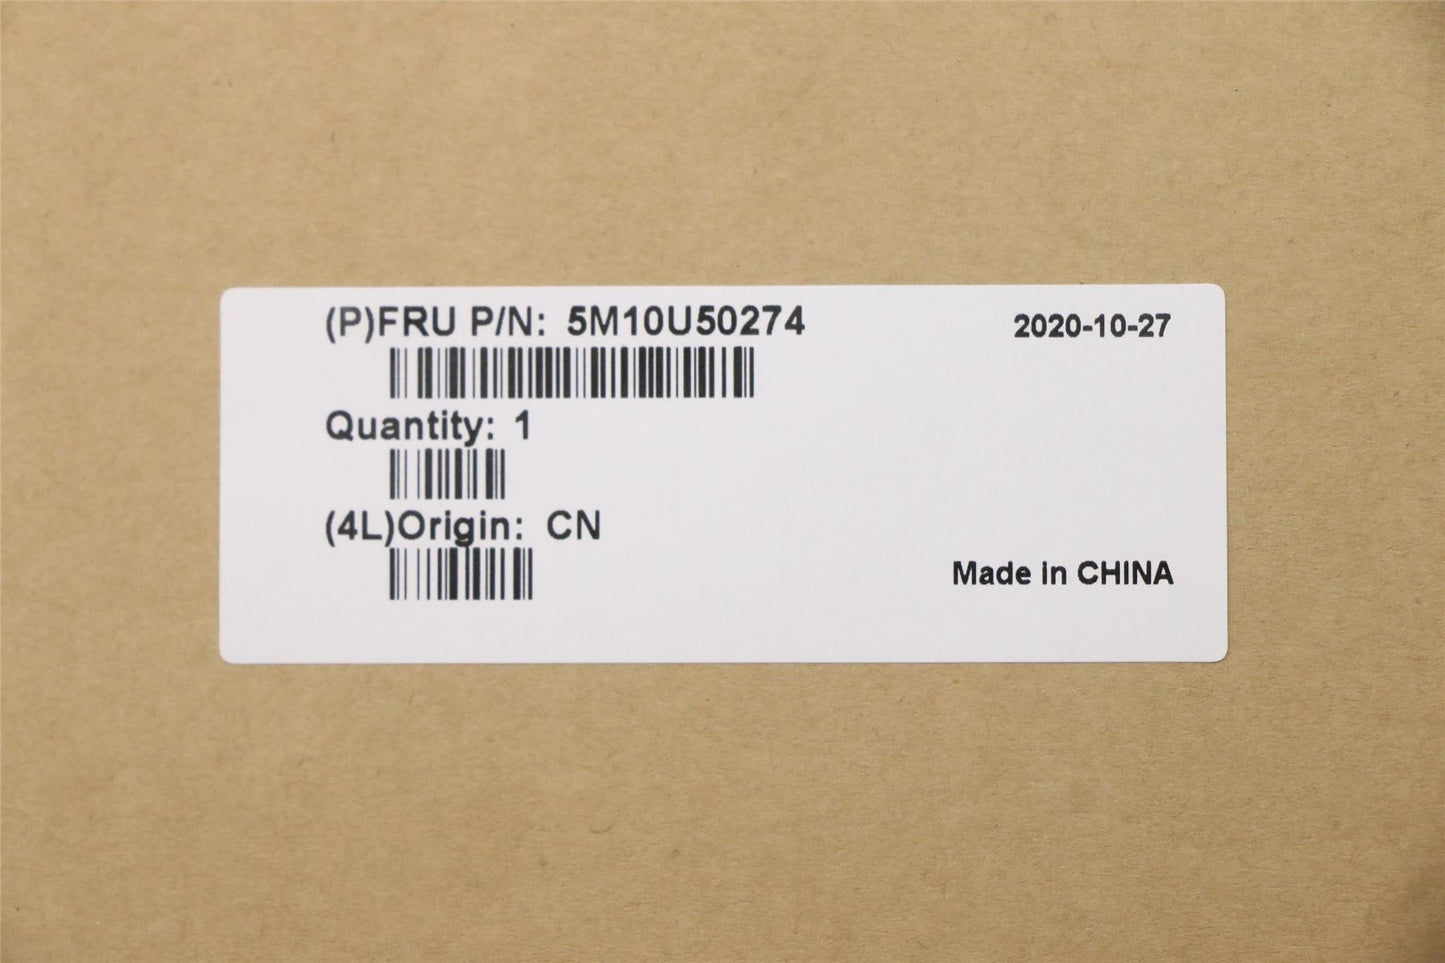 (P)FRU P/N: 5M10U50274
2020-10-27
Quantity: 1
(4L)Origin: CN
Made in CHINA